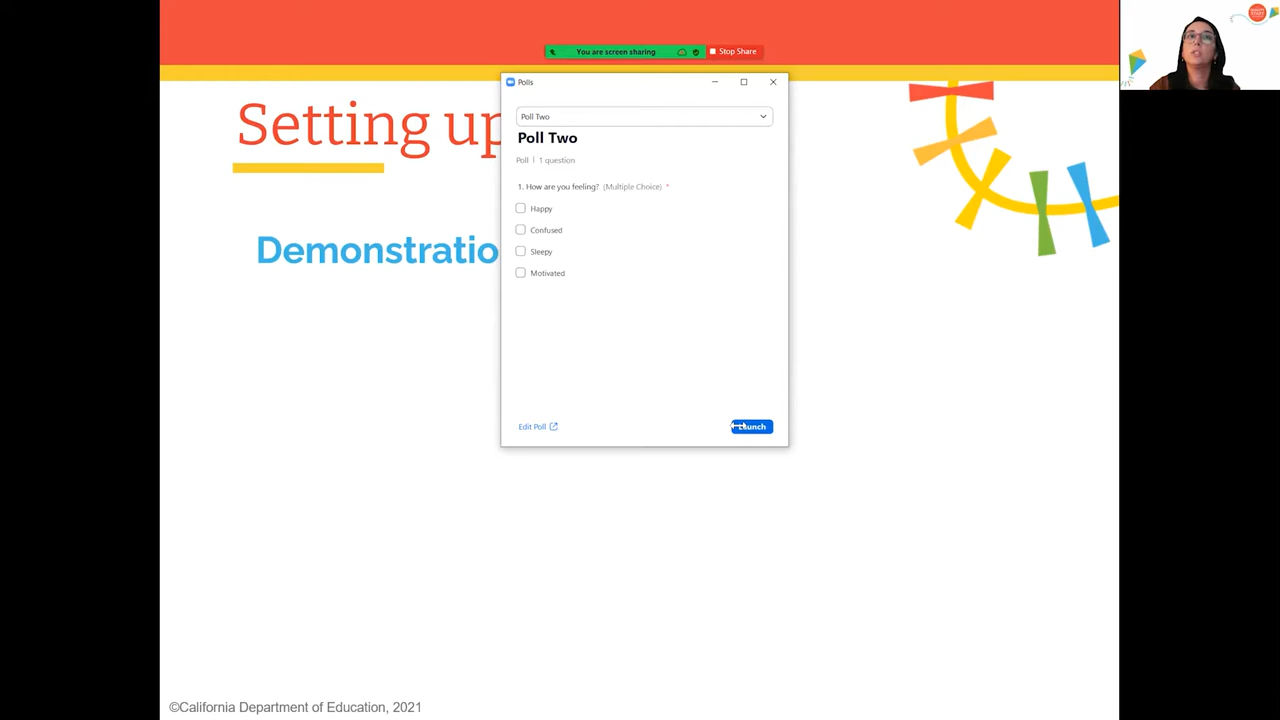 You are screen sharing
Stop Share
Polls
Setting up
Poll Two
Poll Two
Poll | 1 question
1. How are you feeling? (Multiple Choice) *
Happy
Demonstratio
Confused
Sleepy
Motivated
Edit Poll
Launch
©California Department of Education, 2021